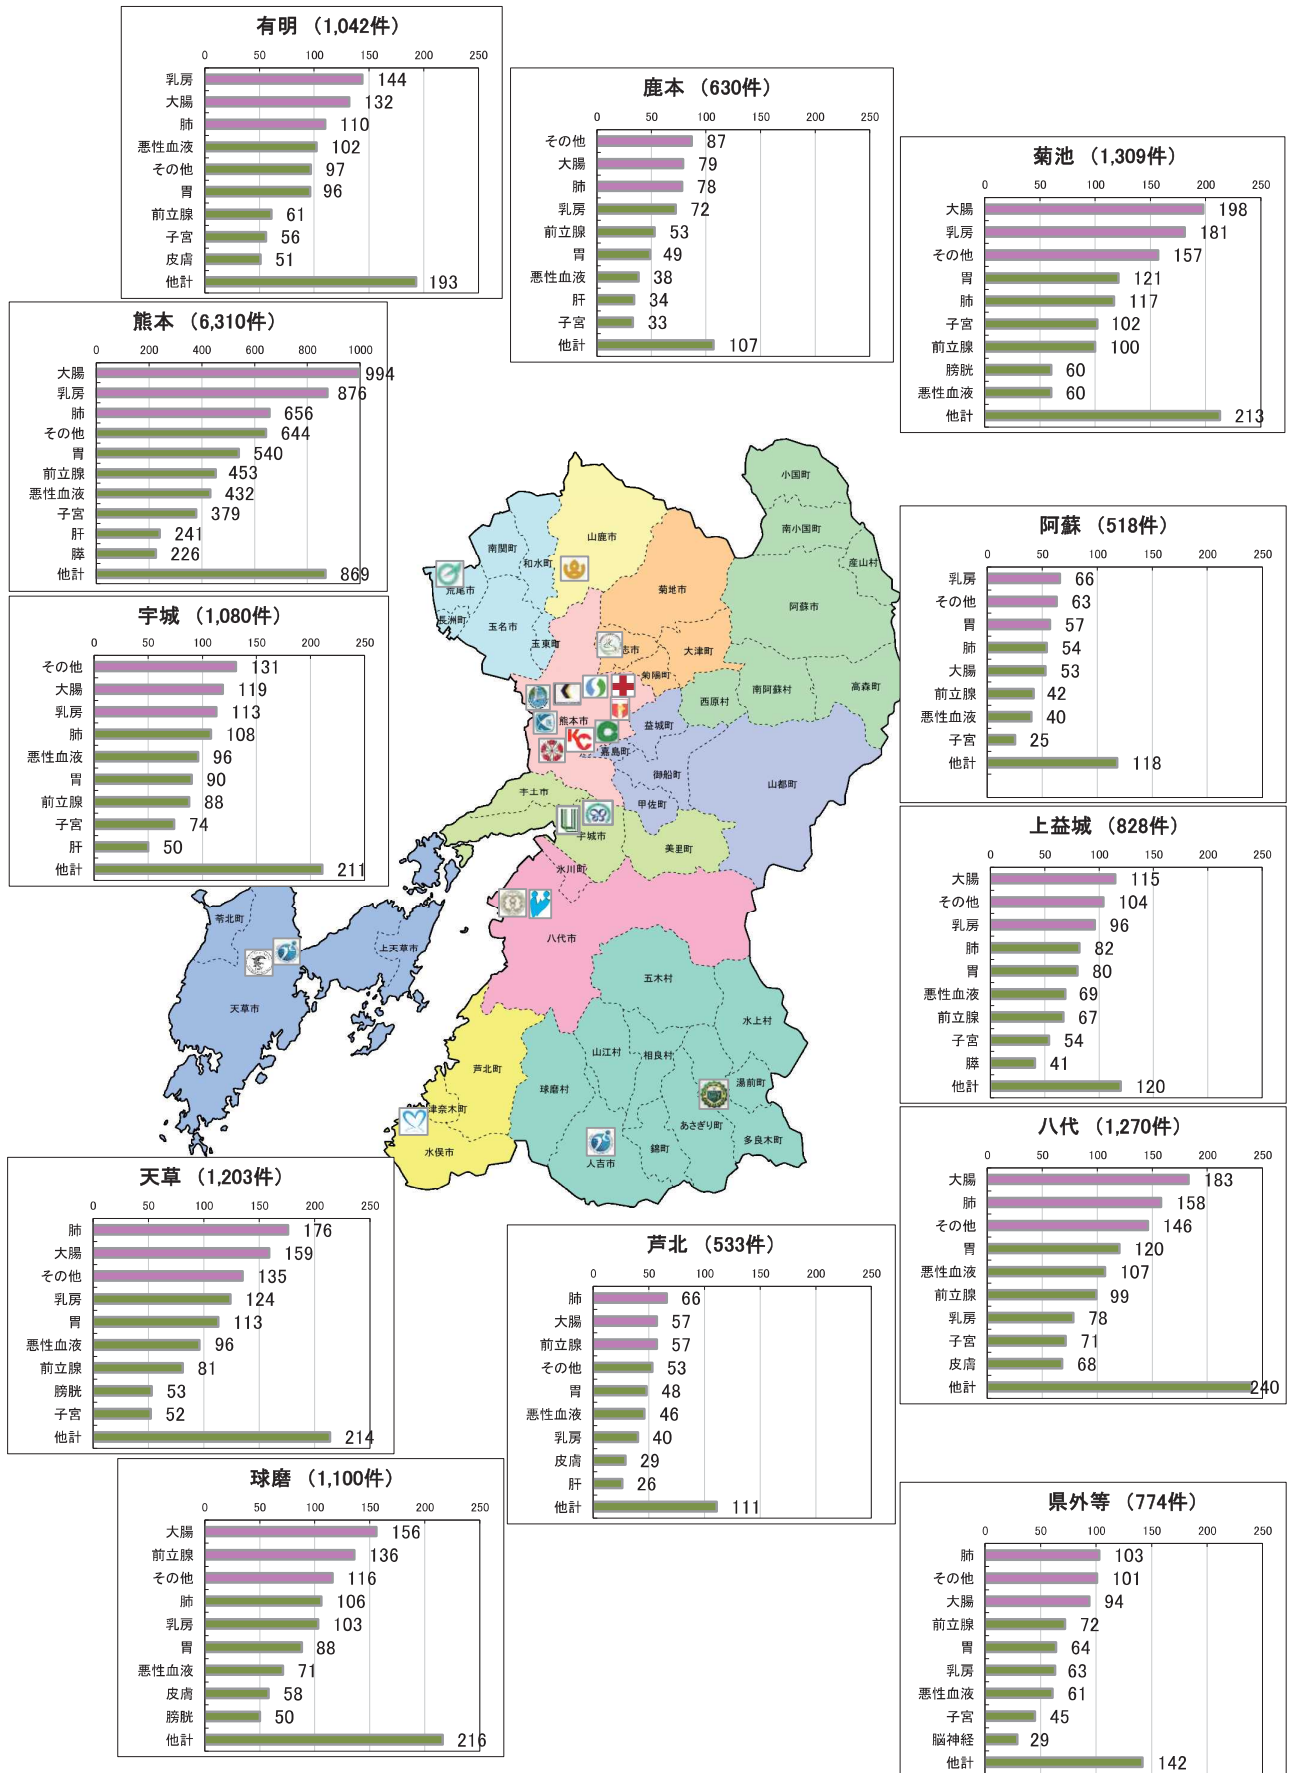 有明 （1,042件）
0 50 100 150 200 250
乳房 144
大腸 132
肺 110
悪性血液 102
その他 97
胃 96
前立腺 61
子宮 56
皮膚 51
他計 193
鹿本 （630件）
0 50 100 150 200 250
その他 87
大腸 79
肺 78
乳房 72
前立腺 53
胃 49
悪性血液 38
肝 34
子宮 33
他計 107
菊池 （1,309件）
0 50 100 150 200 250
大腸 198
乳房 181
その他 157
胃 121
肺 117
子宮 102
前立腺 100
膀胱 60
悪性血液 60
他計 213
熊本 （6,310件）
0 200 400 600 800 1000
大腸 994
乳房 876
肺 656
その他 644
胃 540
前立腺 453
悪性血液 432
子宮 379
肝 241
膵 226
他計 869
宇城 （1,080件）
0 50 100 150 200 250
その他 131
大腸 119
乳房 113
肺 108
悪性血液 96
胃 90
前立腺 88
子宮 74
肝 50
他計 211
小国町
南小国町
産山村
阿蘇市
山鹿市
南関町
和水町
菊地市
荒尾市
長洲町
玉名市
玉東町
志市
大津町
菊陽町
西原村
南阿蘇村
高森町
熊本市
益城町
嘉島町
KC
御船町
山都町
甲佐町
宇土市
宇城市
美里町
氷川町
八代市
苓北町
上天草市
天草市
五木村
水上村
山江村
相良村
芦北町
球磨村
湯前町
津奈木町
あさぎり町
多良木町
水俣市
人吉市
錦町
阿蘇 （518件）
0 50 100 150 200 250
乳房 66
その他 63
胃 57
肺 54
大腸 53
前立腺 42
悪性血液 40
子宮 25
他計 118
上益城 （828件）
0 50 100 150 200 250
大腸 115
その他 104
乳房 96
肺 82
胃 80
悪性血液 69
前立腺 67
子宮 54
膵 41
他計 120
八代 （1,270件）
0 50 100 150 200 250
大腸 183
肺 158
その他 146
胃 120
悪性血液 107
前立腺 99
乳房 78
子宮 71
皮膚 68
他計 240
天草 （1,203件）
0 50 100 150 200 250
肺 176
大腸 159
その他 135
乳房 124
胃 113
悪性血液 96
前立腺 81
膀胱 53
子宮 52
他計 214
芦北 （533件）
0 50 100 150 200 250
肺 66
大腸 57
前立腺 57
その他 53
胃 48
悪性血液 46
乳房 40
皮膚 29
肝 26
他計 111
球磨 （1,100件）
0 50 100 150 200 250
大腸 156
前立腺 136
その他 116
肺 106
乳房 103
胃 88
悪性血液 71
皮膚 58
膀胱 50
他計 216
県外等 （774件）
0 50 100 150 200 250
肺 103
その他 101
大腸 94
前立腺 72
胃 64
乳房 63
悪性血液 61
子宮 45
脳神経 29
他計 142